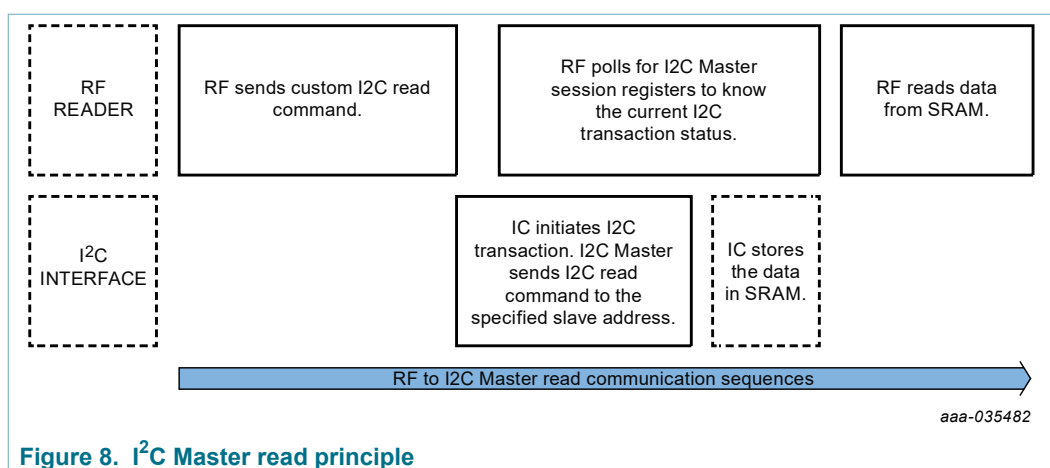 RF
READER
RF sends custom I2C read
command.
RF polls for I2C Master
session registers to know
the current I2C
transaction status.
RF reads data
from SRAM.
I²C
INTERFACE
IC initiates I2C
transaction. I2C Master
sends I2C read
command to the
specified slave address.
IC stores
the data
in SRAM.
RF to I2C Master read communication sequences
aaa-035482
Figure 8. I²C Master read principle